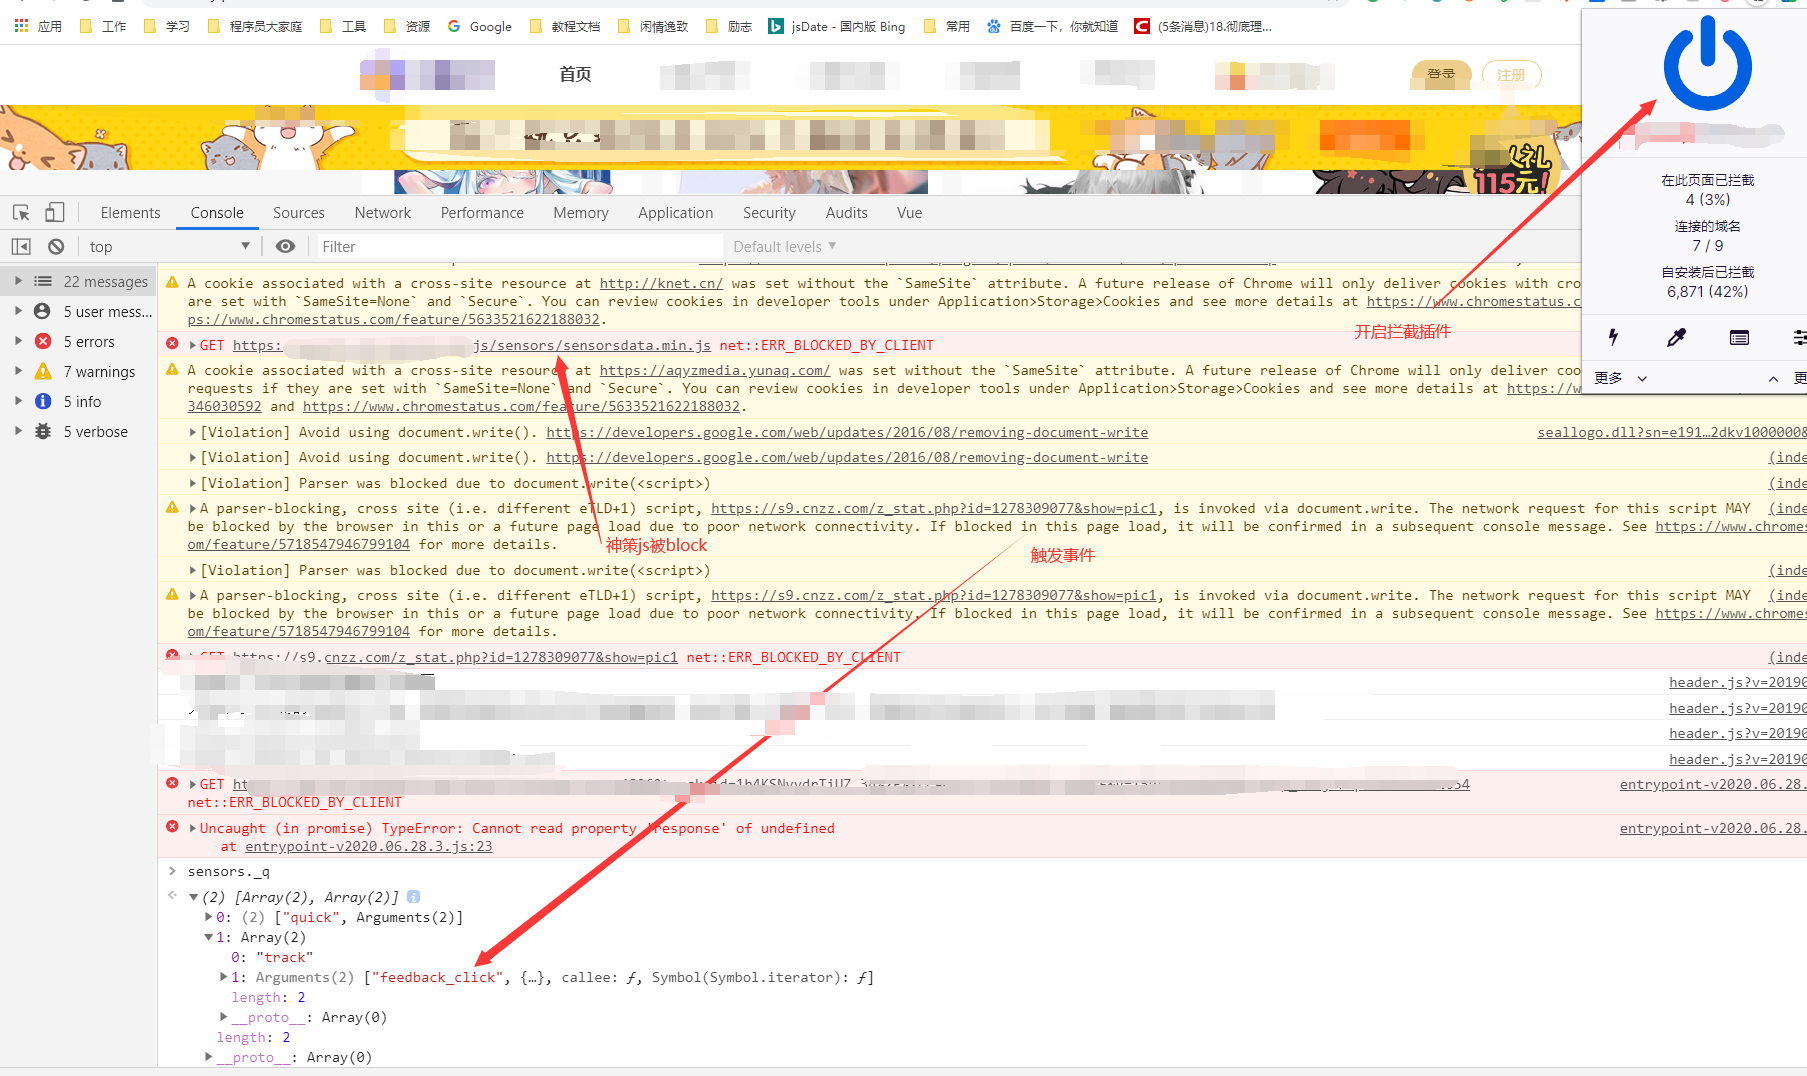 应用 工作 学习 程序员大家庭 工具 资源 Google 教程文档 闲情逸致 励志 jsDate - 国内版 Bing 常用 百度一下，你就知道 (5条消息)18.彻底理...
首页 登录 注册
礼
115元!
在此页面已拦截
4 (3%)
连接的域名
7 / 9
自安装后已拦截
6,871 (42%)
更多
Elements Console Sources Network Performance Memory Application Security Audits Vue
top Filter Default levels
22 messages
5 user mess...
5 errors
7 warnings
5 info
5 verbose
A cookie associated with a cross-site resource at http://knet.cn/ was set without the `SameSite` attribute. A future release of Chrome will only deliver cookies with cro
are set with `SameSite=None` and `Secure`. You can review cookies in developer tools under Application>Storage>Cookies and see more details at https://www.chromestatus.c
ps://www.chromestatus.com/feature/5633521622188032.
开启拦截插件
GET https: js/sensors/sensorsdata.min.js net::ERR_BLOCKED_BY_CLIENT
A cookie associated with a cross-site resource at https://aqyzmedia.yunaq.com/ was set without the `SameSite` attribute. A future release of Chrome will only deliver coo
requests if they are set with `SameSite=None` and `Secure`. You can review cookies in developer tools under Application>Storage>Cookies and see more details at https://w
346030592 and https://www.chromestatus.com/feature/5633521622188032.
[Violation] Avoid using document.write(). https://developers.google.com/web/updates/2016/08/removing-document-write seallogo.dll?sn=e191…2dkv1000000&
[Violation] Avoid using document.write(). https://developers.google.com/web/updates/2016/08/removing-document-write (inde
[Violation] Parser was blocked due to document.write(<script>) (inde
A parser-blocking, cross site (i.e. different eTLD+1) script, https://s9.cnzz.com/z_stat.php?id=1278309077&show=pic1, is invoked via document.write. The network request for this script MAY (inde
be blocked by the browser in this or a future page load due to poor network connectivity. If blocked in this page load, it will be confirmed in a subsequent console message. See https://www.chromes
om/feature/5718547946799104 for more details.
神策js被block
触发事件
[Violation] Parser was blocked due to document.write(<script>) (inde
A parser-blocking, cross site (i.e. different eTLD+1) script, https://s9.cnzz.com/z_stat.php?id=1278309077&show=pic1, is invoked via document.write. The network request for this script MAY (inde
be blocked by the browser in this or a future page load due to poor network connectivity. If blocked in this page load, it will be confirmed in a subsequent console message. See https://www.chromes
om/feature/5718547946799104 for more details.
GET https://s9.cnzz.com/z_stat.php?id=1278309077&show=pic1 net::ERR_BLOCKED_BY_CLIENT (inde
header.js?v=20190
header.js?v=20190
header.js?v=20190
header.js?v=20190
GET ht 54 entrypoint-v2020.06.28.
net::ERR_BLOCKED_BY_CLIENT
Uncaught (in promise) TypeError: Cannot read property 'response' of undefined entrypoint-v2020.06.28.
at entrypoint-v2020.06.28.3.js:23
sensors._q
(2) [Array(2), Array(2)]
0: (2) ["quick", Arguments(2)]
1: Array(2)
0: "track"
1: Arguments(2) ["feedback_click", {…}, callee: ƒ, Symbol(Symbol.iterator): ƒ]
length: 2
__proto__: Array(0)
length: 2
__proto__: Array(0)